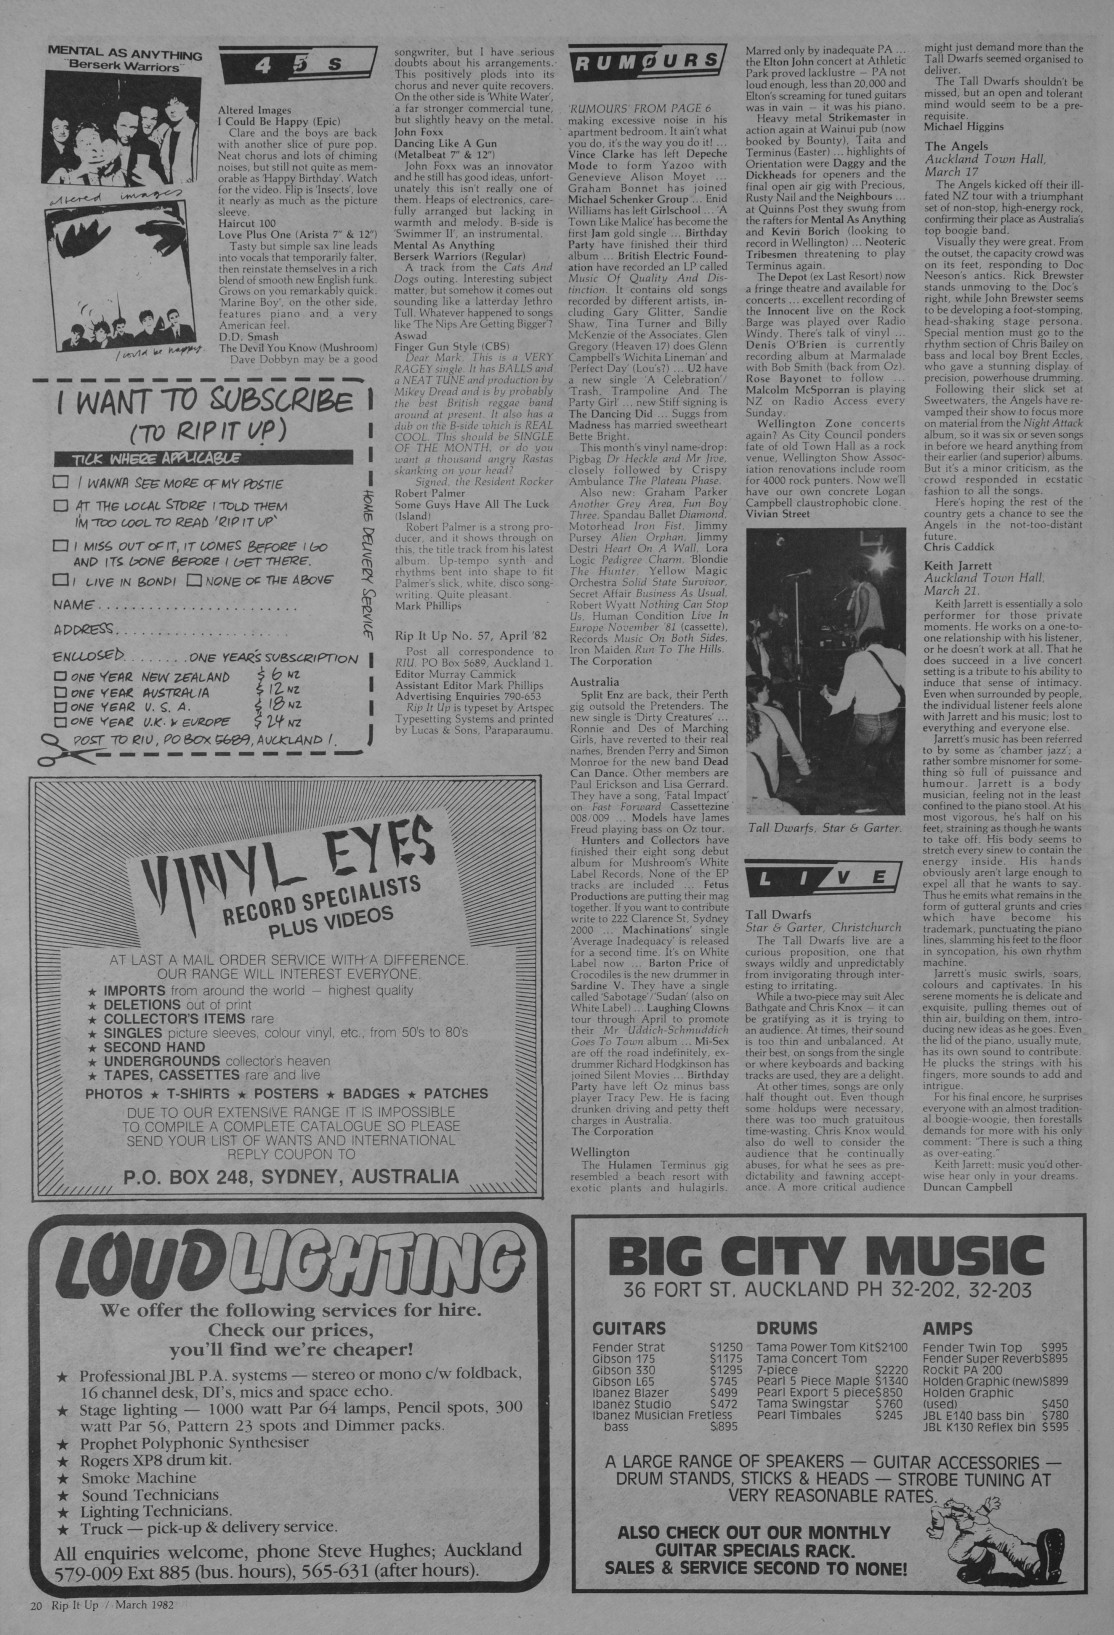 MENTAL AS ANYTHING
"Berserk Warriors"
altered images
I could be happy
45s
Altered Images
I Could Be Happy (Epic)
Clare and the boys are back
with another slice of pure pop.
Neat chorus and lots of chiming
noises, but still not quite as mem-
orable as 'Happy Birthday'. Watch
for the video. Flip is 'Insects', love
it nearly as much as the picture
sleeve.
Haircut 100
Love Plus One (Arista 7" & 12")
Tasty but simple sax line leads
into vocals that temporarily falter,
then reinstate themselves in a rich
blend of smooth new English funk.
Grows on you remarkably quick.
'Marine Boy', on the other side,
features piano and a very
American feel.
D.D. Smash
The Devil You Know (Mushroom)
Dave Dobbyn may be a good
songwriter, but I have serious
doubts about his arrangements.
This positively plods into its
chorus and never quite recovers.
On the other side is 'White Water',
a far stronger commercial tune,
but slightly heavy on the metal.
John Foxx
Dancing Like A Gun
(Metalbeat 7" & 12")
John Foxx was an innovator
and he still has good ideas, unfort-
unately this isn't really one of
them. Heaps of electronics, care-
fully arranged but lacking in
warmth and melody. B-side is
'Swimmer II', an instrumental.
Mental As Anything
Berserk Warriors (Regular)
A track from the Cats And
Dogs outing. Interesting subject
matter, but somehow it comes out
sounding like a latterday Jethro
Tull. Whatever happened to songs
like 'The Nips Are Getting Bigger'?
Aswad
Finger Gun Style (CBS)
Dear Mark. This is a VERY
RAGEY single. It has BALLS and
a NEAT TUNE and production by
Mikey Dread and is by probably
the best British reggae band
around at present. It also has a
dub on the B-side which is REAL
COOL. This should be SINGLE
OF THE MONTH, or do you
want a thousand angry Rastas
skanking on your head?
Signed, the Resident Rocker
Robert Palmer
Some Guys Have All The Luck
(Island)
Robert Palmer is a strong pro-
ducer, and it shows through on
this, the title track from his latest
album. Up-tempo synth and
rhythms bent into shape to fit
Palmer's slick, white, disco song-
writing. Quite pleasant.
Mark Phillips
Rip It Up No. 57, April '82
Post all correspondence to
RIU, PO Box 5689, Auckland 1.
Editor Murray Cammick
Assistant Editor Mark Phillips
Advertising Enquiries 790-653
Rip It Up is typeset by Artspec
Typesetting Systems and printed
by Lucas & Sons, Paraparaumu.
I WANT TO SUBSCRIBE
(TO RIP IT UP)
TICK WHERE APPLICABLE
I WANNA SEE MORE OF MY POSTIE
AT THE LOCAL STORE I TOLD THEM
I'M TOO COOL TO READ 'RIP IT UP'
I MISS OUT OF IT, IT COMES BEFORE I GO
AND ITS GONE BEFORE I GET THERE.
I LIVE IN BONDI NONE OF THE ABOVE
NAME
ADDRESS
ENCLOSED ONE YEAR'S SUBSCRIPTION
ONE YEAR NEW ZEALAND $6 NZ
ONE YEAR AUSTRALIA $12 NZ
ONE YEAR U.S.A. $18 NZ
ONE YEAR U.K. & EUROPE $24 NZ
POST TO RIU, PO BOX 5689, AUCKLAND 1.
HOME DELIVERY SERVICE
VINYL EYES
RECORD SPECIALISTS
PLUS VIDEOS
AT LAST A MAIL ORDER SERVICE WITH A DIFFERENCE.
OUR RANGE WILL INTEREST EVERYONE.
★ IMPORTS from around the world — highest quality
★ DELETIONS out of print
★ COLLECTOR'S ITEMS rare
★ SINGLES picture sleeves, colour vinyl, etc., from 50's to 80's
★ SECOND HAND
★ UNDERGROUNDS collector's heaven
★ TAPES, CASSETTES rare and live
PHOTOS ★ T-SHIRTS ★ POSTERS ★ BADGES ★ PATCHES
DUE TO OUR EXTENSIVE RANGE IT IS IMPOSSIBLE
TO COMPILE A COMPLETE CATALOGUE SO PLEASE
SEND YOUR LIST OF WANTS AND INTERNATIONAL
REPLY COUPON TO
P.O. BOX 248, SYDNEY, AUSTRALIA
RUMOURS
'RUMOURS' FROM PAGE 6
making excessive noise in his
apartment bedroom. It ain't what
you do, it's the way you do it! ...
Vince Clarke has left Depeche
Mode to form Yazoo with
Genevieve Alison Moyet ...
Graham Bonnet has joined
Michael Schenker Group ... Enid
Williams has left Girlschool ... 'A
Town Like Malice' has become the
first Jam gold single ... Birthday
Party have finished their third
album ... British Electric Found-
ation have recorded an LP called
Music Of Quality And Dis-
tinction. It contains old songs
recorded by different artists, in-
cluding Gary Glitter, Sandie
Shaw, Tina Turner and Billy
McKenzie of the Associates, Glen
Gregory (Heaven 17) does Glenn
Campbell's 'Wichita Lineman' and
'Perfect Day' (Lou's?) ... U2 have
a new single 'A Celebration'/
'Trash, Trampoline And The
Party Girl' ... new Stiff signing is
The Dancing Did ... Suggs from
Madness has married sweetheart
Bette Bright.
This month's vinyl name-drop:
Pigbag Dr Heckle and Mr Jive,
closely followed by Crispy
Ambulance The Plateau Phase.
Also new: Graham Parker
Another Grey Area, Fun Boy
Three, Spandau Ballet Diamond,
Motorhead Iron Fist, Jimmy
Pursey Alien Orphan, Jimmy
Destri Heart On A Wall, Lora
Logic Pedigree Charm, Blondie
The Hunter, Yellow Magic
Orchestra Solid State Survivor,
Secret Affair Business As Usual,
Robert Wyatt Nothing Can Stop
Us, Human Condition Live In
Europe November '81 (cassette),
Records Music On Both Sides,
Iron Maiden Run To The Hills.
The Corporation
Australia
Split Enz are back, their Perth
gig outsold the Pretenders. The
new single is 'Dirty Creatures' ...
Ronnie and Des of Marching
Girls, have reverted to their real
names, Brenden Perry and Simon
Monroe for the new band Dead
Can Dance. Other members are
Paul Erickson and Lisa Gerrard.
They have a song, 'Fatal Impact'
on Fast Forward Cassettezine
008/009 ... Models have James
Freud playing bass on Oz tour.
Hunters and Collectors have
finished their eight song debut
album for Mushroom's White
Label Records. None of the EP
tracks are included ... Fetus
Productions are putting their mag
together. If you want to contribute
write to 222 Clarence St, Sydney
2000 ... Machinations' single
'Average Inadequacy' is released
for a second time. It's on White
Label now ... Barton Price of
Crocodiles is the new drummer in
Sardine V. They have a single
called 'Sabotage'/'Sudan' (also on
White Label) ... Laughing Clowns
tour through April to promote
their Mr Uddich-Schmuddich
Goes To Town album ... Mi-Sex
are off the road indefinitely, ex-
drummer Richard Hodgkinson has
joined Silent Movies ... Birthday
Party have left Oz minus bass
player Tracy Pew. He is facing
drunken driving and petty theft
charges in Australia.
The Corporation
Wellington
The Hulamen Terminus gig
resembled a beach resort with
exotic plants and hulagirls.
Marred only by inadequate PA ...
the Elton John concert at Athletic
Park proved lacklustre — PA not
loud enough, less than 20,000 and
Elton's screaming for tuned guitars
was in vain — it was his piano.
Heavy metal Strikemaster in
action again at Wainui pub (now
booked by Bounty), Taita and
Terminus (Easter) ... highlights of
Orientation were Daggy and the
Dickheads for openers and the
final open air gig with Precious,
Rusty Nail and the Neighbours ...
at Quinns Post they swung from
the rafters for Mental As Anything
and Kevin Borich (looking to
record in Wellington) ... Neoteric
Tribesmen threatening to play
Terminus again.
The Depot (ex Last Resort) now
a fringe theatre and available for
concerts ... excellent recording of
the Innocent live on the Rock
Barge was played over Radio
Windy. There's talk of vinyl ...
Denis O'Brien is currently
recording album at Marmalade
with Bob Smith (back from Oz).
Rose Bayonet to follow ...
Malcolm McSporran is playing
NZ on Radio Access every
Sunday.
Wellington Zone concerts
again? As City Council ponders
fate of old Town Hall as a rock
venue, Wellington Show Assoc-
iation renovations include room
for 4000 rock punters. Now we'll
have our own concrete Logan
Campbell claustrophobic clone.
Vivian Street
Tall Dwarfs, Star & Garter.
LIVE
Tall Dwarfs
Star & Garter, Christchurch
The Tall Dwarfs live are a
curious proposition, one that
sways wildly and unpredictably
from invigorating through inter-
esting to irritating.
While a two-piece may suit Alec
Bathgate and Chris Knox — it can
be gratifying as it is trying to
an audience. At times, their sound
is too thin and unbalanced. At
their best, on songs from the single
or where keyboards and backing
tracks are used, they are a delight.
At other times, songs are only
half thought out. Even though
some holdups were necessary,
there was too much gratuitous
time-wasting. Chris Knox would
also do well to consider the
audience that he continually
abuses, for what he sees as pre-
dictability and fawning accept-
ance. A more critical audience
might just demand more than the
Tall Dwarfs seemed organised to
deliver.
The Tall Dwarfs shouldn't be
missed, but an open and tolerant
mind would seem to be a pre-
requisite.
Michael Higgins
The Angels
Auckland Town Hall,
March 17
The Angels kicked off their ill-
fated NZ tour with a triumphant
set of non-stop, high-energy rock,
confirming their place as Australia's
top boogie band.
Visually they were great. From
the outset, the capacity crowd was
on its feet, responding to Doc
Neeson's antics. Rick Brewster
stands unmoving to the Doc's
right, while John Brewster seems
to be developing a foot-stomping,
head-shaking stage persona.
Special mention must go to the
rhythm section of Chris Bailey on
bass and local boy Brent Eccles,
who gave a stunning display of
precision, powerhouse drumming.
Following their slick set at
Sweetwaters, the Angels have re-
vamped their show to focus more
on material from the Night Attack
album, so it was six or seven songs
in before we heard anything from
their earlier (and superior) albums.
But it's a minor criticism, as the
crowd responded in ecstatic
fashion to all the songs.
Here's hoping the rest of the
country gets a chance to see the
Angels in the not-too-distant
future.
Chris Caddick
Keith Jarrett
Auckland Town Hall,
March 21.
Keith Jarrett is essentially a solo
performer for those private
moments. He works on a one-to-
one relationship with his listener,
or he doesn't work at all. That he
does succeed in a live concert
setting is a tribute to his ability to
induce that sense of intimacy.
Even when surrounded by people,
the individual listener feels alone
with Jarrett and his music; lost to
everything and everyone else.
Jarrett's music has been referred
to by some as 'chamber jazz'; a
rather sombre misnomer for some-
thing so full of puissance and
humour. Jarrett is a body
musician, feeling not in the least
confined to the piano stool. At his
most vigorous, he's half on his
feet, straining as though he wants
to take off. His body seems to
stretch every sinew to contain the
energy inside. His hands
obviously aren't large enough to
expel all that he wants to say.
Thus he emits what remains in the
form of gutteral grunts and cries
which have become his
trademark, punctuating the piano
lines, slamming his feet to the floor
in syncopation, his own rhythm
machine.
Jarrett's music swirls, soars,
colours and captivates. In his
serene moments he is delicate and
exquisite, pulling themes out of
thin air, building on them, intro-
ducing new ideas as he goes. Even
the lid of the piano, usually mute,
has its own sound to contribute.
He plucks the strings with his
fingers, more sounds to add and
intrigue.
For his final encore, he surprises
everyone with an almost tradition-
al boogie-woogie, then forestalls
demands for more with his only
comment: "There is such a thing
as over-eating."
Keith Jarrett: music you'd other-
wise hear only in your dreams.
Duncan Campbell
LOUD LIGHTING
We offer the following services for hire.
Check our prices,
you'll find we're cheaper!
★ Professional JBL P.A. systems — stereo or mono c/w foldback,
16 channel desk, DI's, mics and space echo.
★ Stage lighting — 1000 watt Par 64 lamps, Pencil spots, 300
watt Par 56, Pattern 23 spots and Dimmer packs.
★ Prophet Polyphonic Synthesiser
★ Rogers XP8 drum kit.
★ Smoke Machine
★ Sound Technicians
★ Lighting Technicians.
★ Truck — pick-up & delivery service.
All enquiries welcome, phone Steve Hughes; Auckland
579-009 Ext 885 (bus. hours), 565-631 (after hours).
BIG CITY MUSIC
36 FORT ST, AUCKLAND PH 32-202, 32-203
GUITARS
Fender Strat $1250
Gibson 175 $1175
Gibson 330 $1295
Gibson L65 $745
Ibanez Blazer $499
Ibanez Studio $472
Ibanez Musician Fretless
bass $895
DRUMS
Tama Power Tom Kit $2100
Tama Concert Tom
7-piece $2220
Pearl 5 Piece Maple $1340
Pearl Export 5 piece $850
Tama Swingstar $760
Pearl Timbales $245
AMPS
Fender Twin Top $995
Fender Super Reverb $895
Rockit PA 200
Holden Graphic (new) $899
Holden Graphic
(used) $450
JBL E140 bass bin $780
JBL K130 Reflex bin $595
A LARGE RANGE OF SPEAKERS — GUITAR ACCESSORIES —
DRUM STANDS, STICKS & HEADS — STROBE TUNING AT
VERY REASONABLE RATES.
ALSO CHECK OUT OUR MONTHLY
GUITAR SPECIALS RACK.
SALES & SERVICE SECOND TO NONE!
20 Rip It Up / March 1982